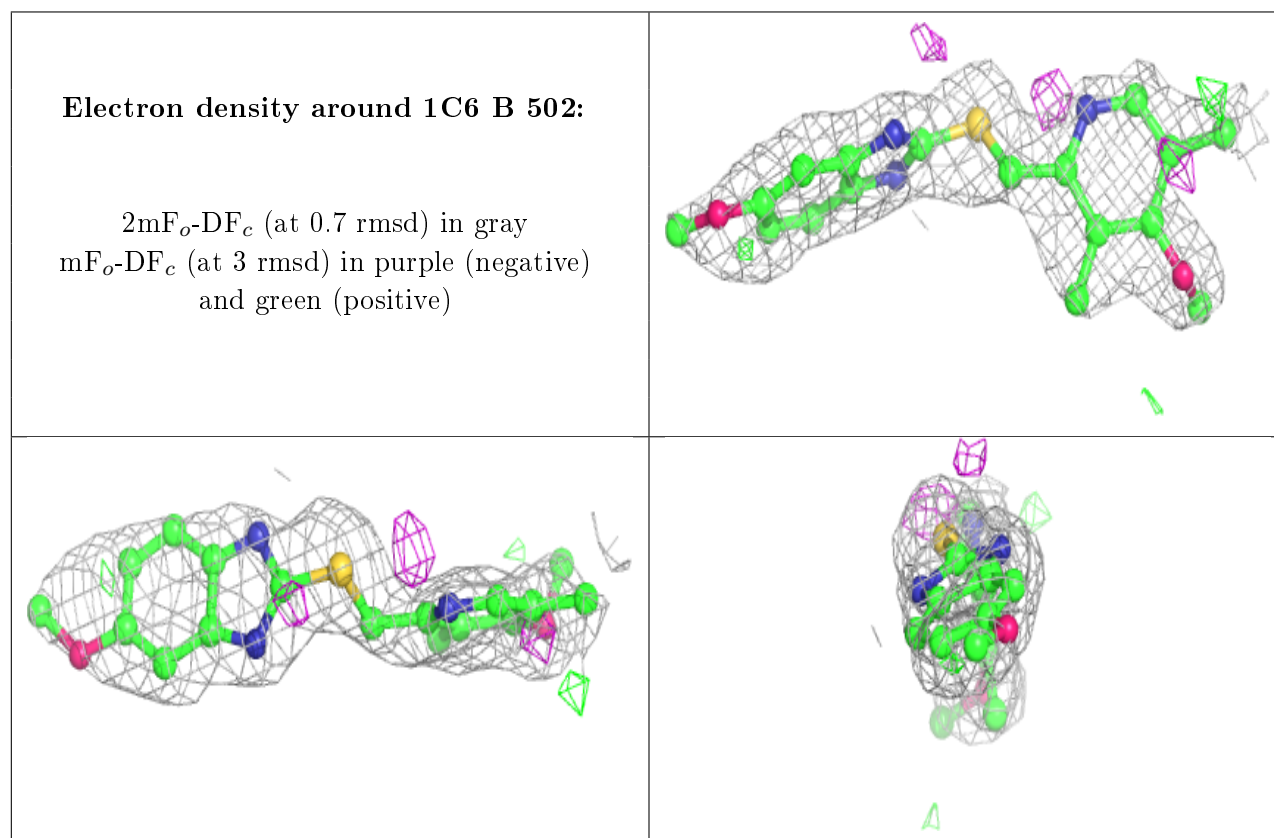 Electron density around 1C6 B 502:
2mFo-DFc (at 0.7 rmsd) in gray
mFo-DFc (at 3 rmsd) in purple (negative)
and green (positive)